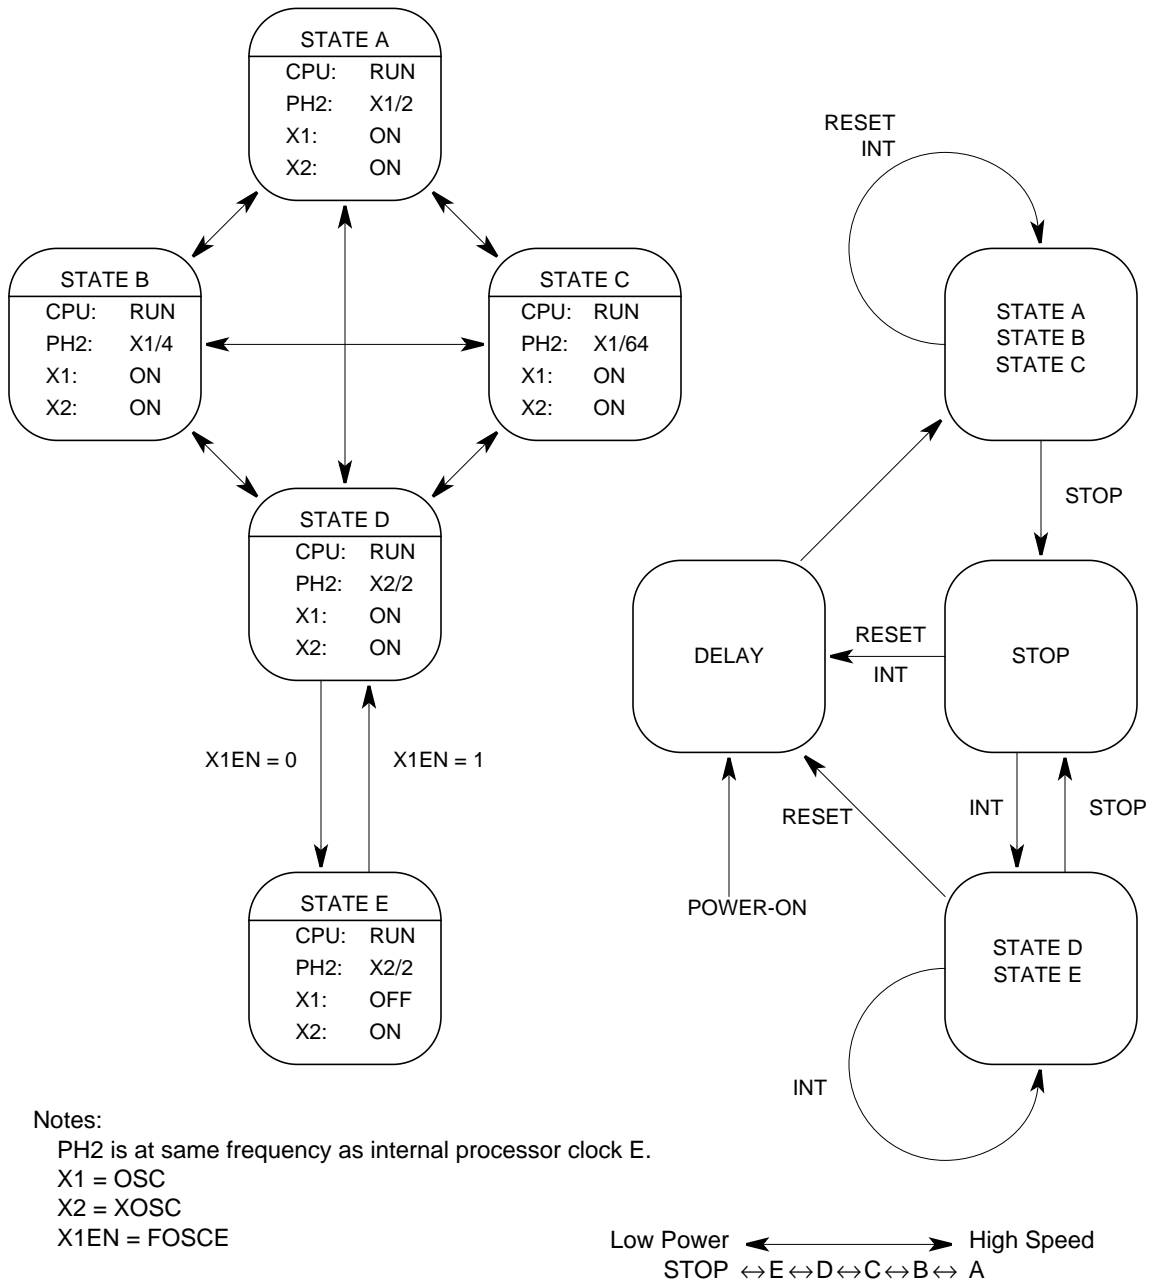 STATE A
CPU: RUN
PH2: X1/2
X1: ON
X2: ON
STATE B
CPU: RUN
PH2: X1/4
X1: ON
X2: ON
STATE C
CPU: RUN
PH2: X1/64
X1: ON
X2: ON
STATE D
CPU: RUN
PH2: X2/2
X1: ON
X2: ON
X1EN = 0
X1EN = 1
STATE E
CPU: RUN
PH2: X2/2
X1: OFF
X2: ON
RESET
INT
STATE A
STATE B
STATE C
STOP
DELAY
RESET
INT
STOP
RESET
INT
STOP
POWER-ON
STATE D
STATE E
INT
Notes:
PH2 is at same frequency as internal processor clock E.
X1 = OSC
X2 = XOSC
X1EN = FOSCE
Low Power High Speed
STOP ↔E↔D↔C↔B↔ A